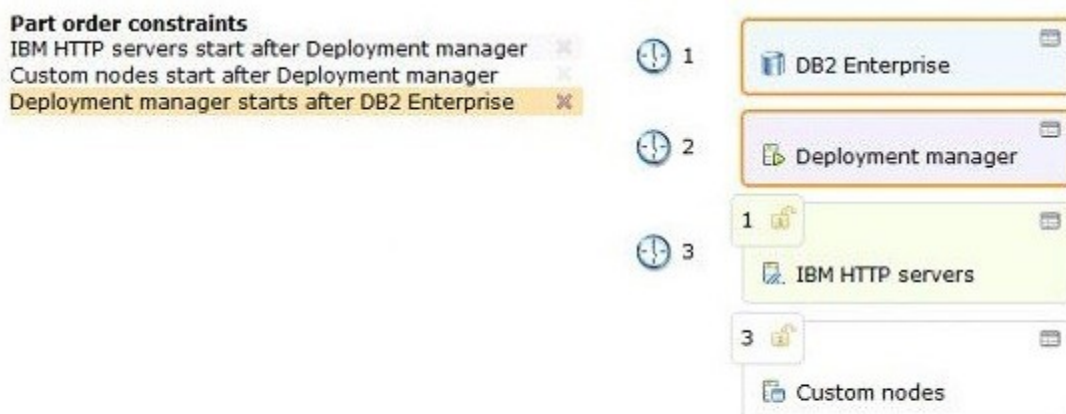 Part order constraints
IBM HTTP servers start after Deployment manager
Custom nodes start after Deployment manager
Deployment manager starts after DB2 Enterprise
1
DB2 Enterprise
2
Deployment manager
3
1
IBM HTTP servers
3
Custom nodes